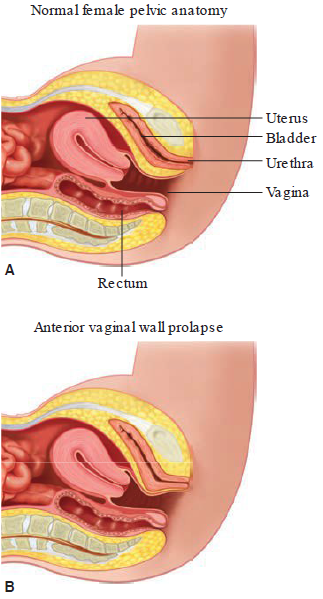 Normal female pelvic anatomy
Uterus
Bladder
Urethra
Vagina
A
Rectum
Anterior vaginal wall prolapse
B